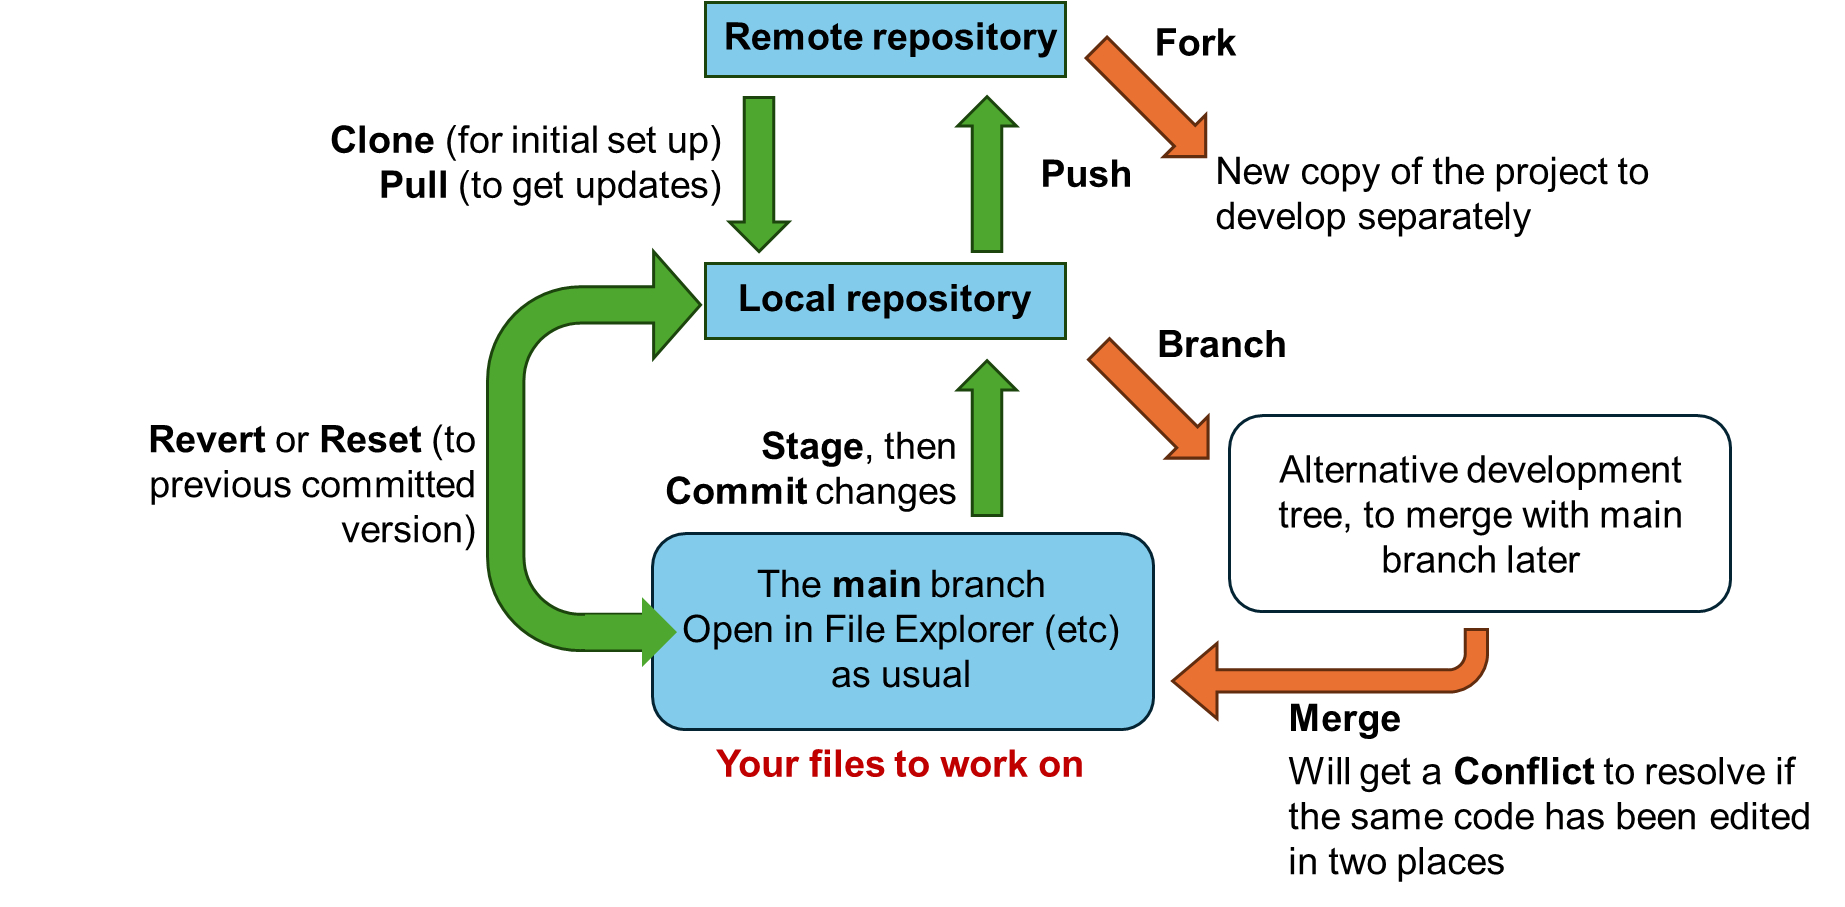 Remote repository
Fork
Clone (for initial set up)
Pull (to get updates)
Push
New copy of the project to
develop separately
Local repository
Branch
Revert or Reset (to
previous committed
version)
Stage, then
Commit changes
Alternative development
tree, to merge with main
branch later
The main branch
Open in File Explorer (etc)
as usual
Your files to work on
Merge
Will get a Conflict to resolve if
the same code has been edited
in two places